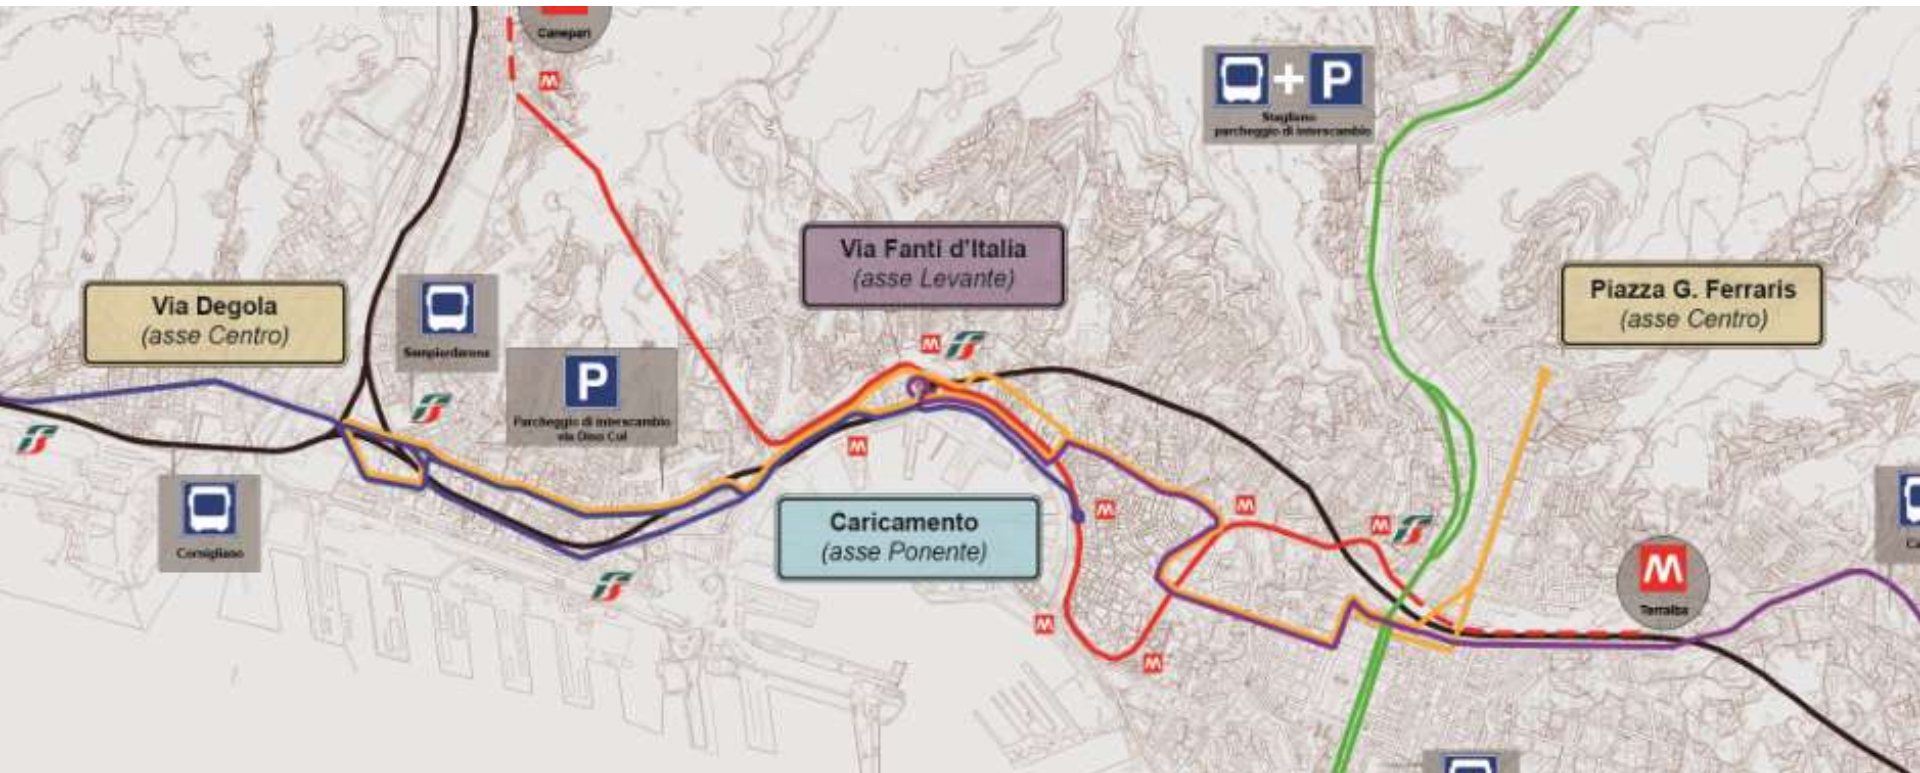 Canepari
M
P
Staglieno
parcheggio di interscambio
Via Fanti d'Italia
(asse Levante)
Piazza G. Ferraris
(asse Centro)
Via Degola
(asse Centro)
Sampierdarena
M
P
Parcheggio di interscambio
via Dino Col
M
Cornigliano
Caricamento
(asse Ponente)
M
M
M
M
Terralba
M
M